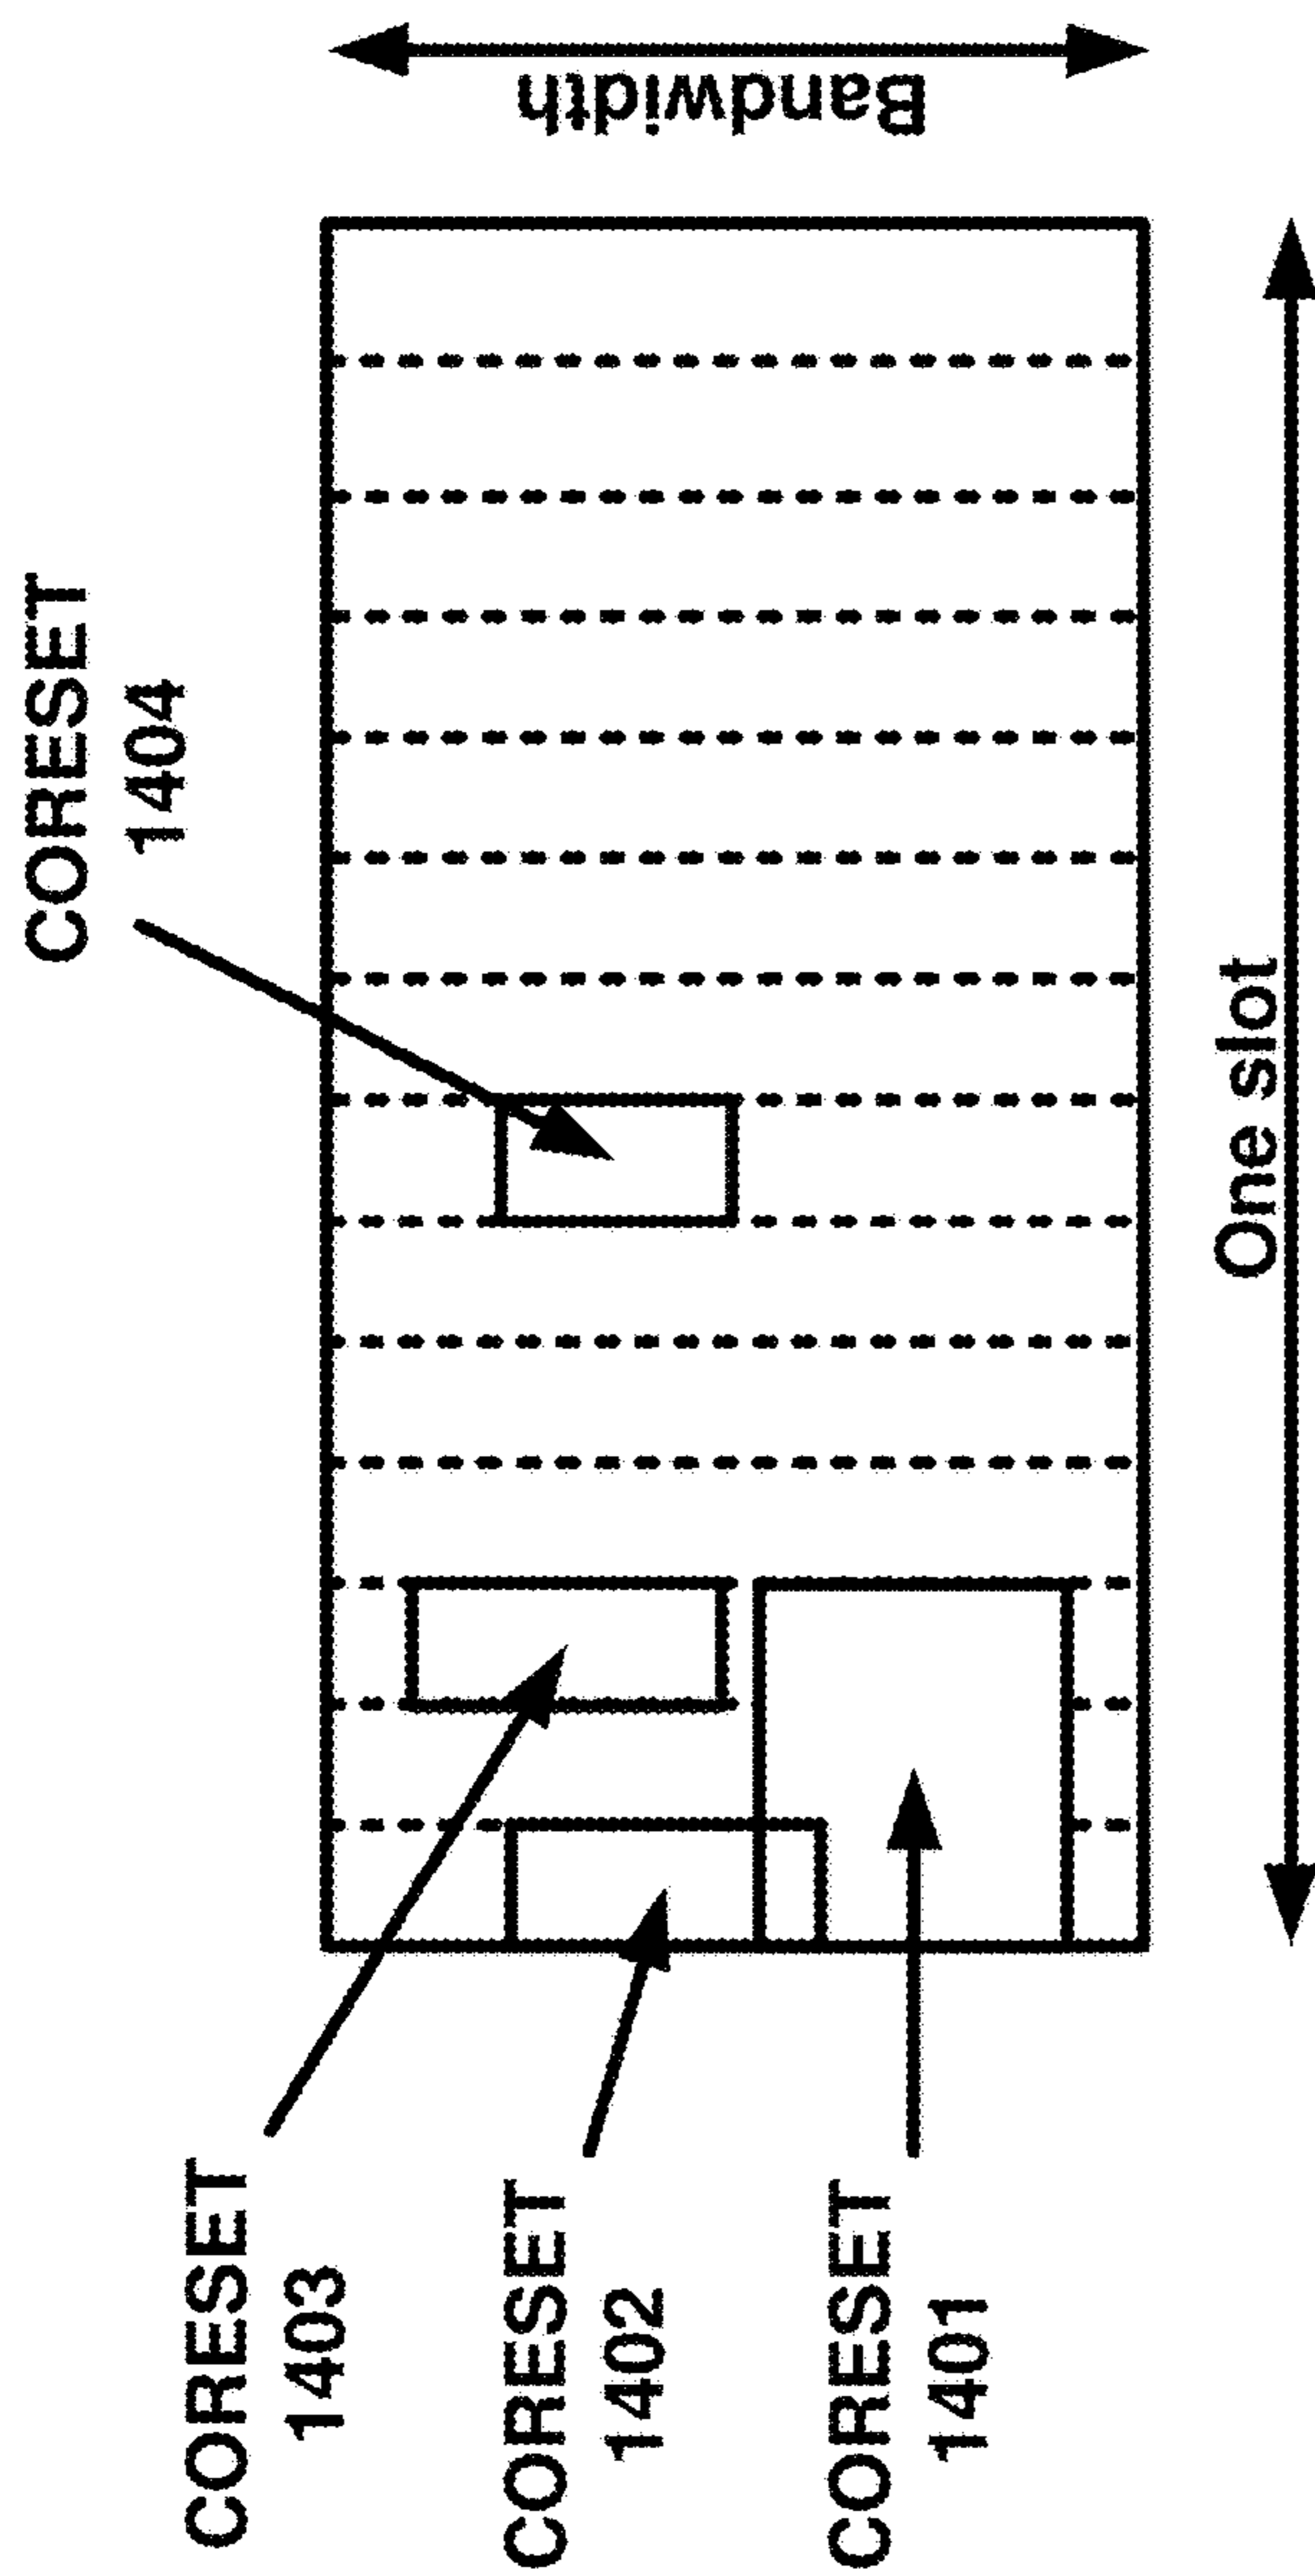 CORESET
1404
Bandwidth
CORESET
1403
CORESET
1402
CORESET
1401
One slot